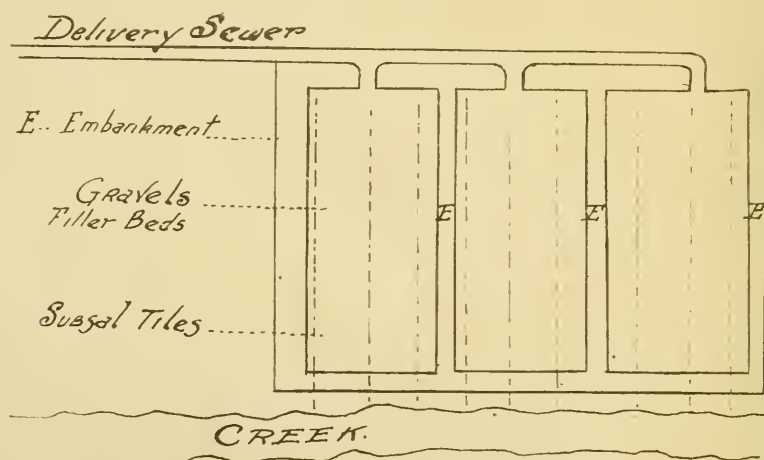 Delivery Sewer
E.. Embankment
Gravels
Filler Beds
E E E
Subsal Tiles
CREEK.